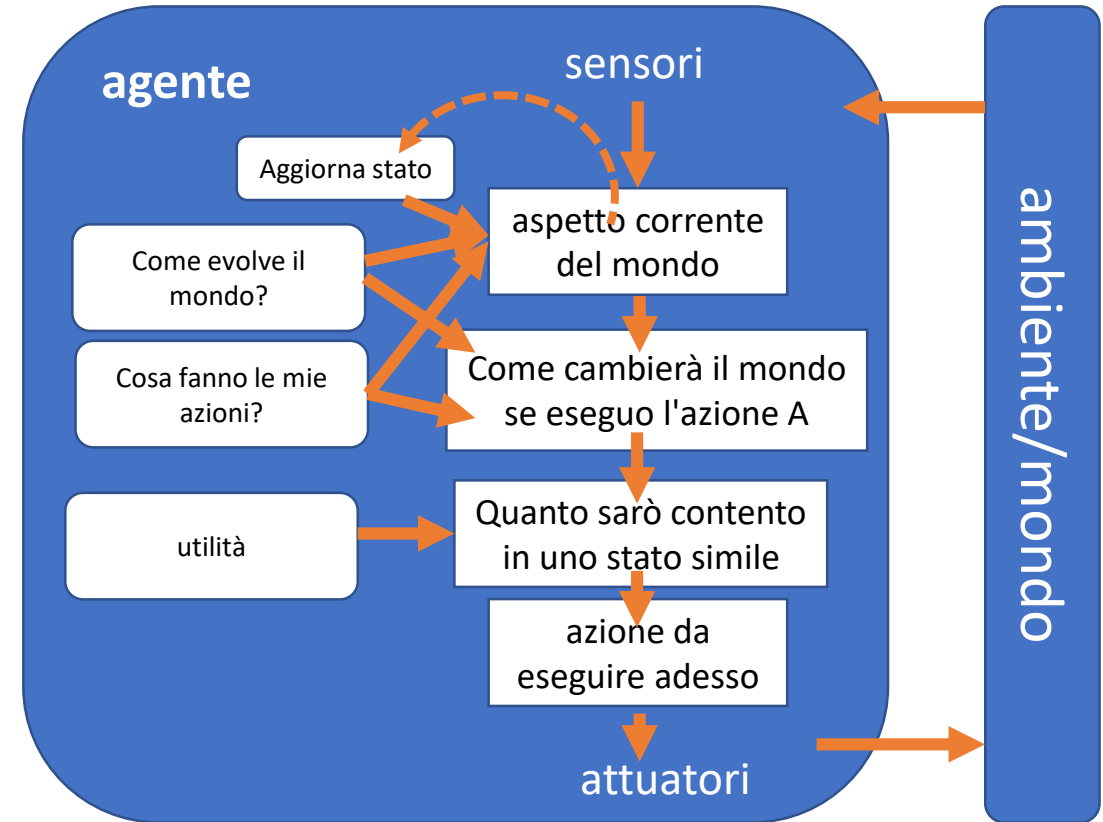 agente
sensori
Aggiorna stato
aspetto corrente
del mondo
Come evolve il
mondo?
Cosa fanno le mie
azioni?
Come cambierà il mondo
se eseguo l'azione A
utilità
Quanto sarò contento
in uno stato simile
azione da
eseguire adesso
attuatori
ambiente/mondo